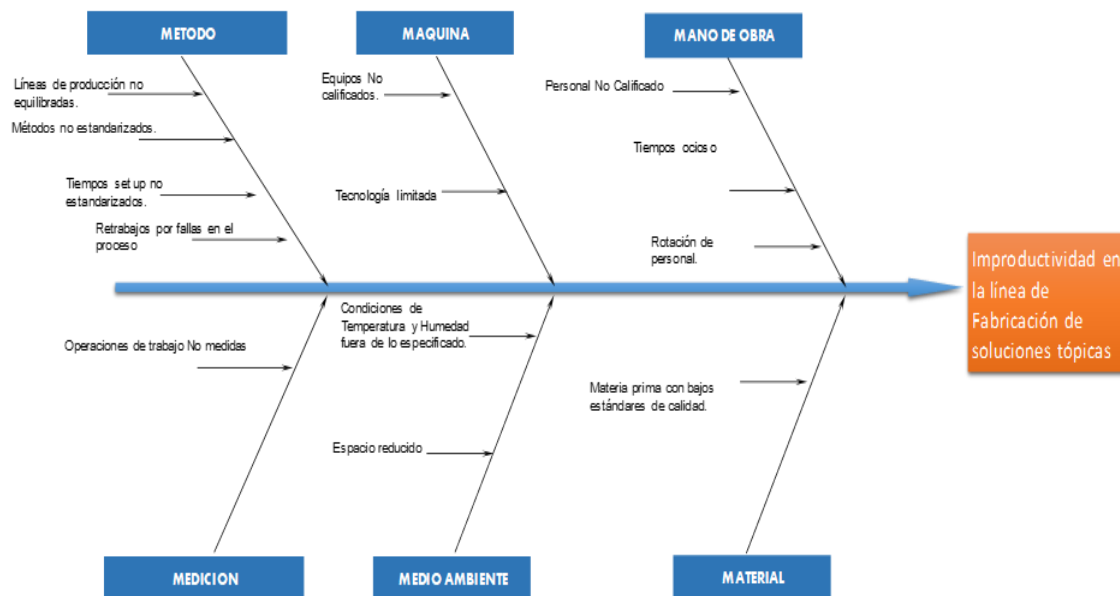 METODO
MAQUINA
MANO DE OBRA
Líneas de producción no
equilibradas.
Métodos no estandarizados.
Tiempos set up no
estandarizados.
Retrabajos por fallas en el
proceso
Equipos No
calificados.
Tecnología limitada
Personal No Calificado
Tiempos ocioso
Rotación de
personal.
Improductividad en
la línea de
Fabricación de
soluciones tópicas
Operaciones de trabajo No medidas
Condiciones de
Temperatura y Humedad
fuera de lo especificado.
Espacio reducido
Materia prima con bajos
estándares de calidad.
MEDICION
MEDIO AMBIENTE
MATERIAL